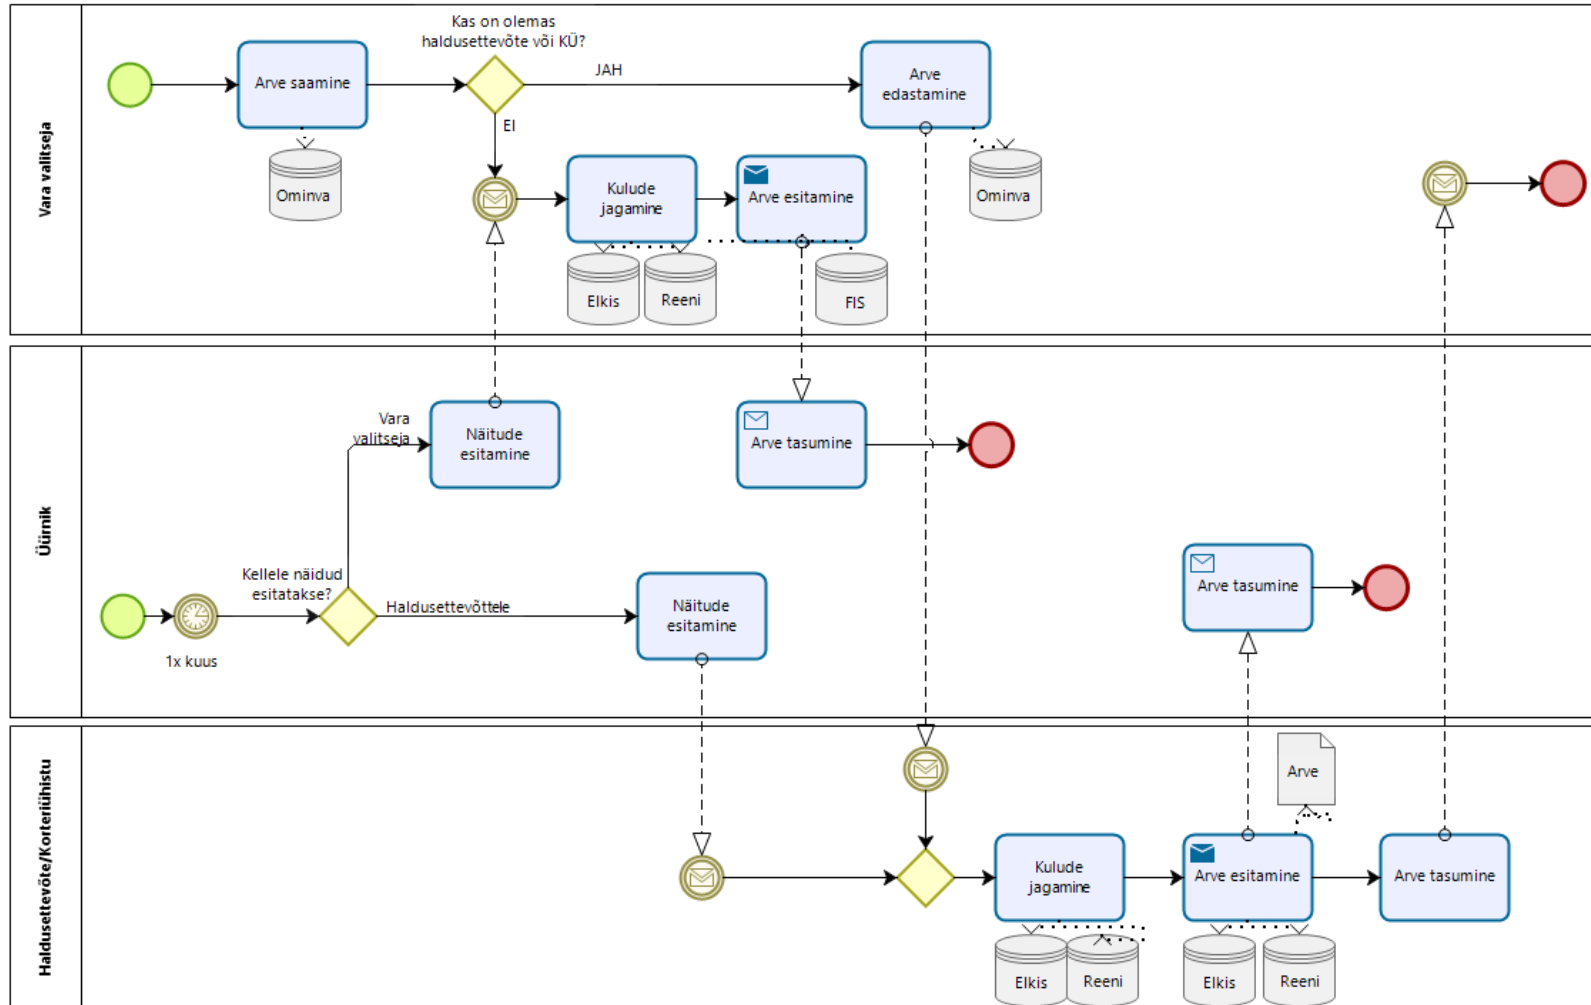 Vara valitseja
Kas on olemas
haldusettevõte või KÜ?
Arve saamine
JAH
Arve
edastamine
EI
Ominva
Kulude
jagamine
Arve esitamine
Ominva
Elkis
Reeni
FIS
Üürnik
Vara
valitseja
Näitude
esitamine
Arve tasumine
Kellele näidud
esitatakse?
Haldusettevõttele
Näitude
esitamine
Arve tasumine
1x kuus
Haldusettevõte/Korteriühistu
Arve
Kulude
jagamine
Arve esitamine
Arve tasumine
Elkis
Reeni
Elkis
Reeni